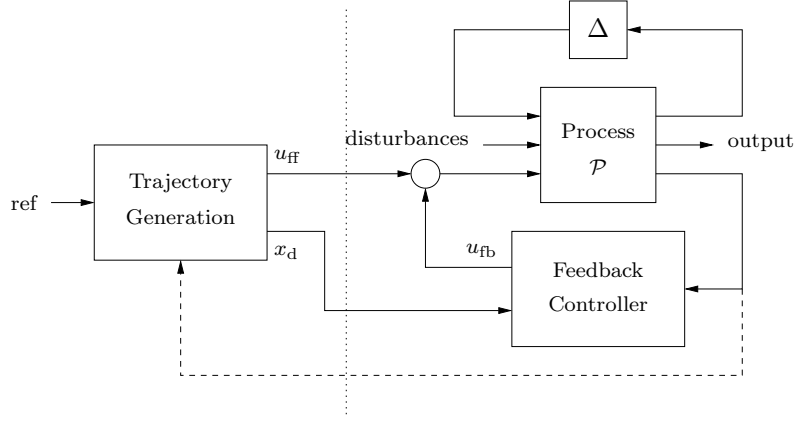 Δ
disturbances
Process
P
output
u_ff
Trajectory
Generation
ref
x_d
u_fb
Feedback
Controller